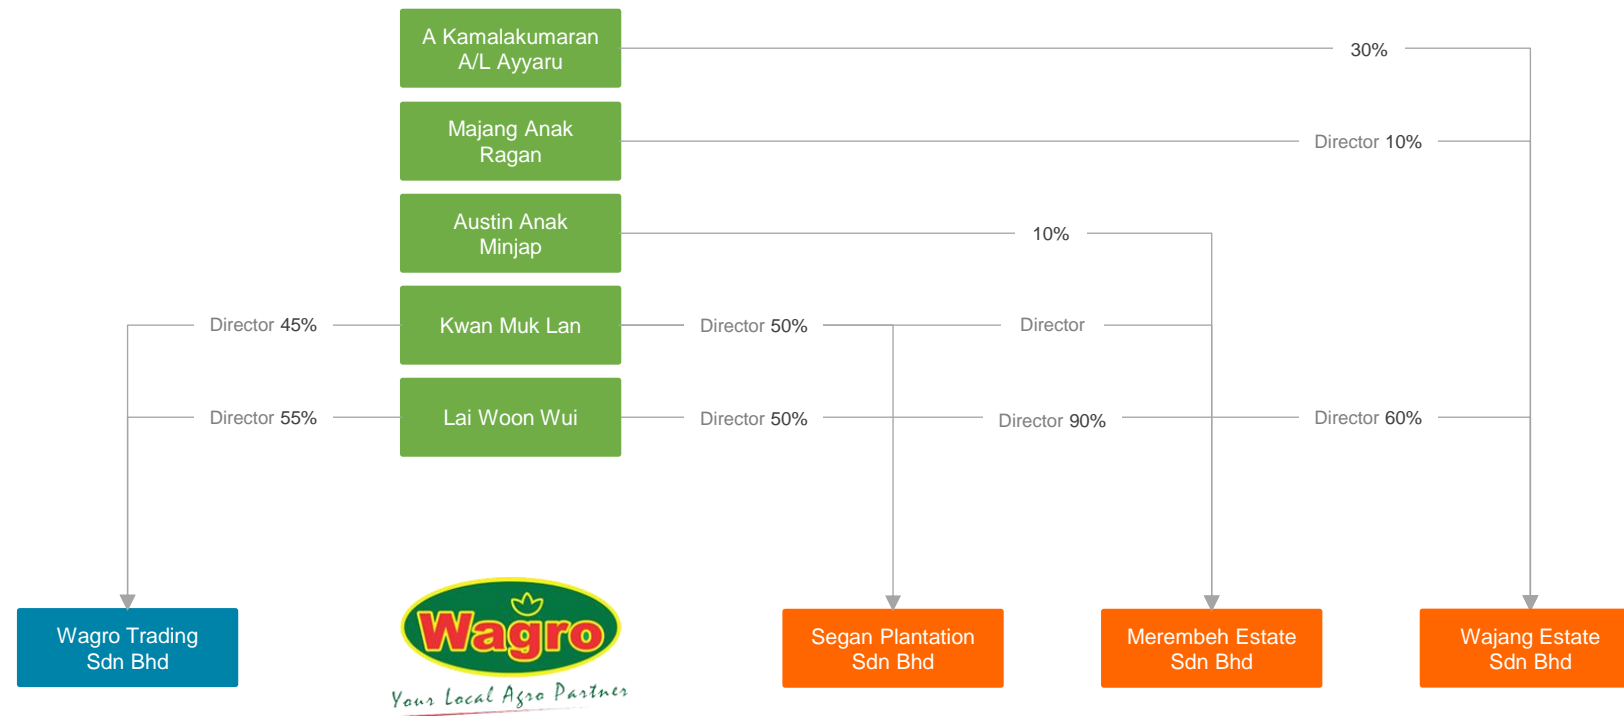 A Kamalakumaran
A/L Ayyaru
30%
Majang Anak
Ragan
Director 10%
Austin Anak
Minjap
10%
Director 45%
Kwan Muk Lan
Director 50%
Director
Director 55%
Lai Woon Wui
Director 50%
Director 90%
Director 60%
Wagro Trading
Sdn Bhd
Wagro
Your Local Agro Partner
Segan Plantation
Sdn Bhd
Merembeh Estate
Sdn Bhd
Wajang Estate
Sdn Bhd